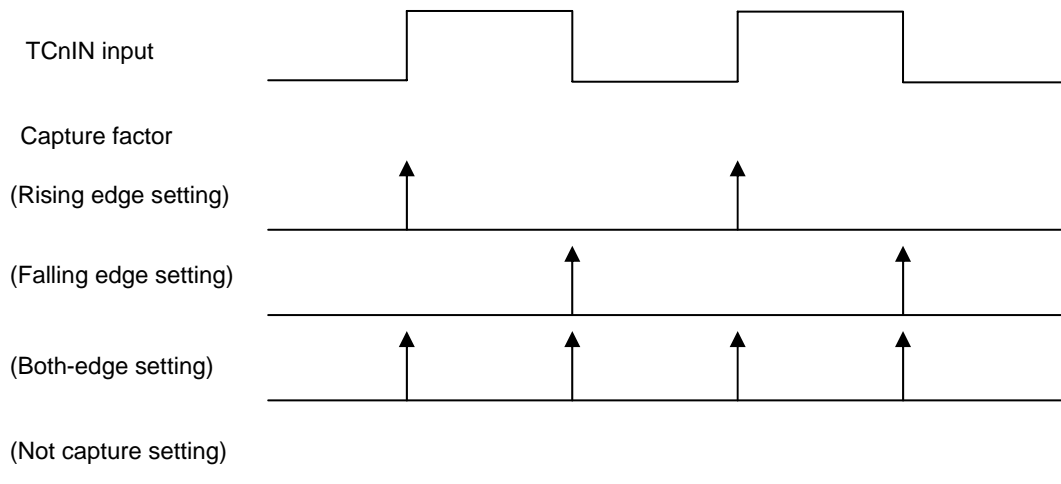 TCnIN input
Capture factor
(Rising edge setting)
(Falling edge setting)
(Both-edge setting)
(Not capture setting)